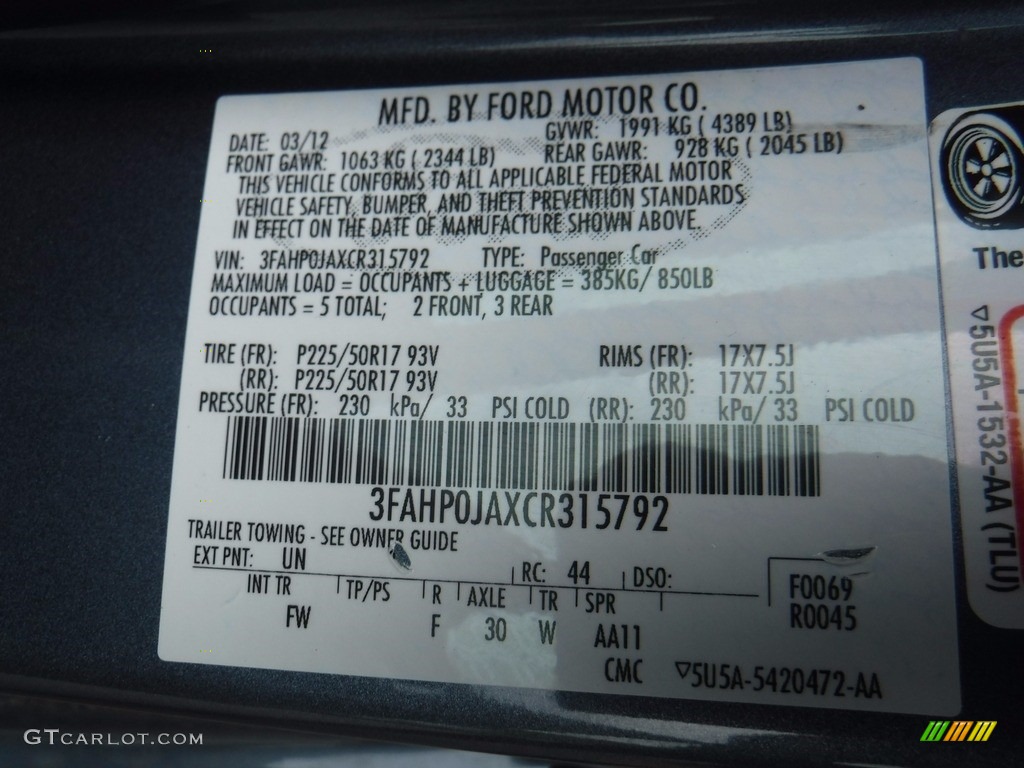 MFD. BY FORD MOTOR CO.
DATE: 03/12 GVWR: 1991 KG ( 4389 LB)
FRONT GAWR: 1063 KG ( 2344 LB) REAR GAWR: 928 KG ( 2045 LB)
THIS VEHICLE CONFORMS TO ALL APPLICABLE FEDERAL MOTOR
VEHICLE SAFETY, BUMPER, AND THEFT PREVENTION STANDARDS
IN EFFECT ON THE DATE OF MANUFACTURE SHOWN ABOVE.
VIN: 3FAHP0JAXCR315792 TYPE: Passenger Car
MAXIMUM LOAD = OCCUPANTS + LUGGAGE = 385KG/ 850LB
OCCUPANTS = 5 TOTAL; 2 FRONT, 3 REAR
TIRE (FR): P225/50R17 93V RIMS (FR): 17X7.5J
(RR): P225/50R17 93V (RR): 17X7.5J
PRESSURE (FR): 230 kPa/ 33 PSI COLD (RR): 230 kPa/ 33 PSI COLD
3FAHP0JAXCR315792
TRAILER TOWING - SEE OWNER GUIDE
EXT PNT: UN RC: 44 DSO:
INT TR TP/PS R AXLE TR SPR F0069
FW F 30 W AA11 R0045
CMC 5U5A-5420472-AA
The
5U5A-1532-AA (TLU)
GTCARLOT.COM